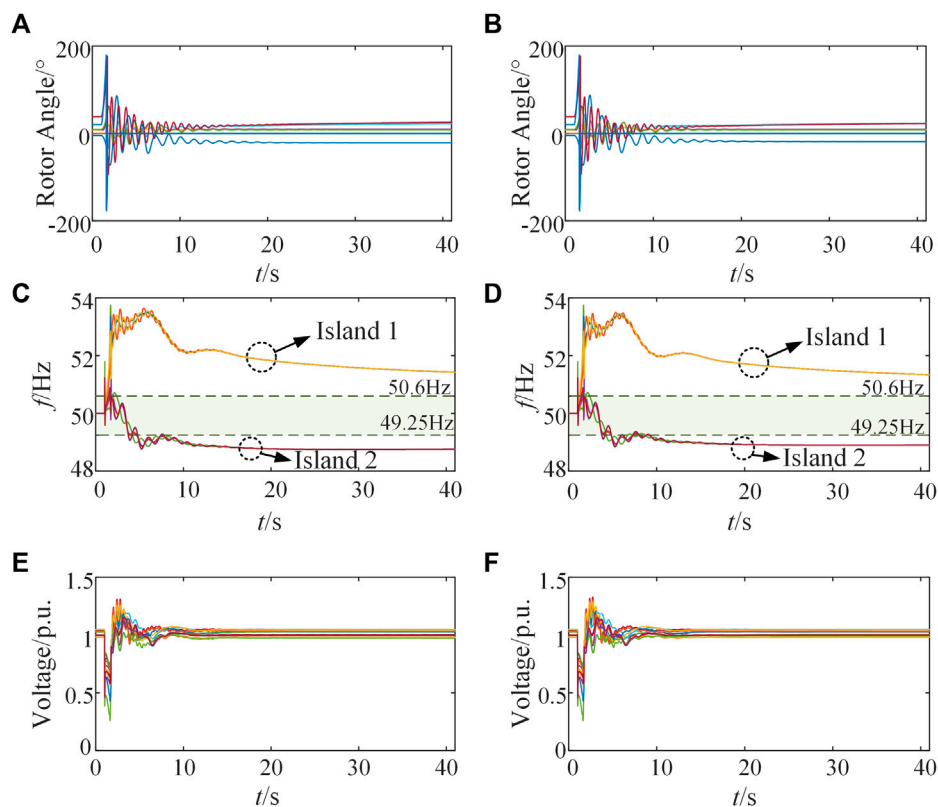 A
B
200
0
-200
Rotor Angle/°
0
10
20
30
40
t/s
200
0
-200
Rotor Angle/°
0
10
20
30
40
t/s
C
D
54
52
50
48
f/Hz
Island 1
50.6Hz
49.25Hz
Island 2
0
10
20
30
40
t/s
54
52
50
48
f/Hz
Island 1
50.6Hz
49.25Hz
Island 2
0
10
20
30
40
t/s
E
F
1.5
1
0.5
0
Voltage/p.u.
0
10
20
30
40
t/s
1.5
1
0.5
0
Voltage/p.u.
0
10
20
30
40
t/s